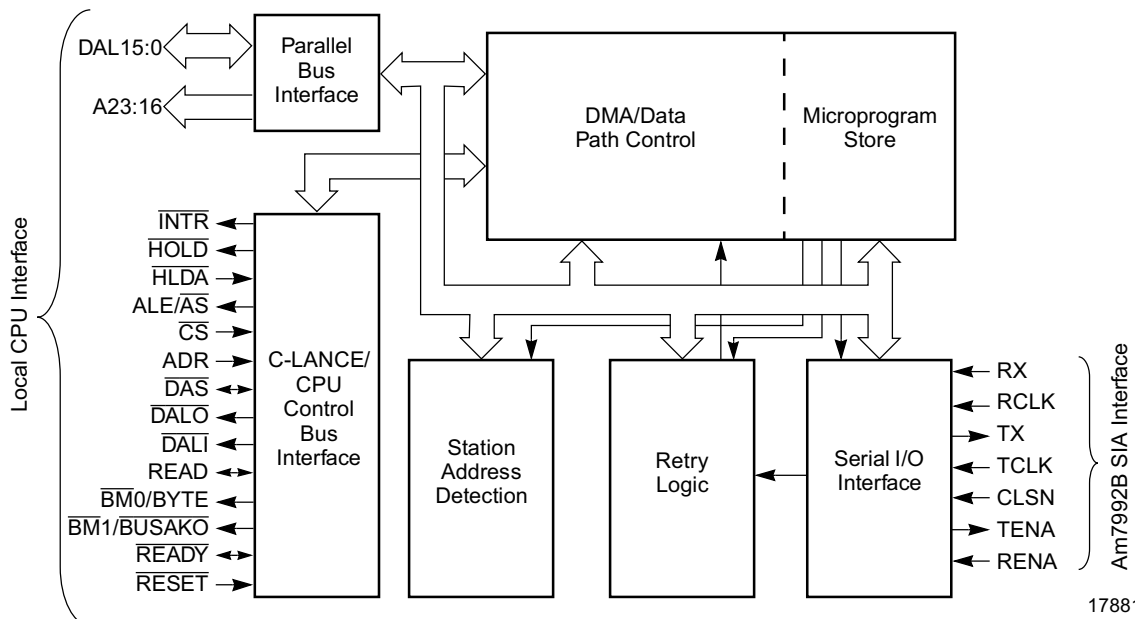 Local CPU Interface
DAL15:0
A23:16
Parallel
Bus
Interface
DMA/Data
Path Control
Microprogram
Store
INTR
HOLD
HLDA
ALE/AS
CS
ADR
DAS
DALO
DALI
READ
BM0/BYTE
BM1/BUSAKO
READY
RESET
C-LANCE/
CPU
Control
Bus
Interface
Station
Address
Detection
Retry
Logic
Serial I/O
Interface
RX
RCLK
TX
TCLK
CLSN
TENA
RENA
Am7992B SIA Interface
17881